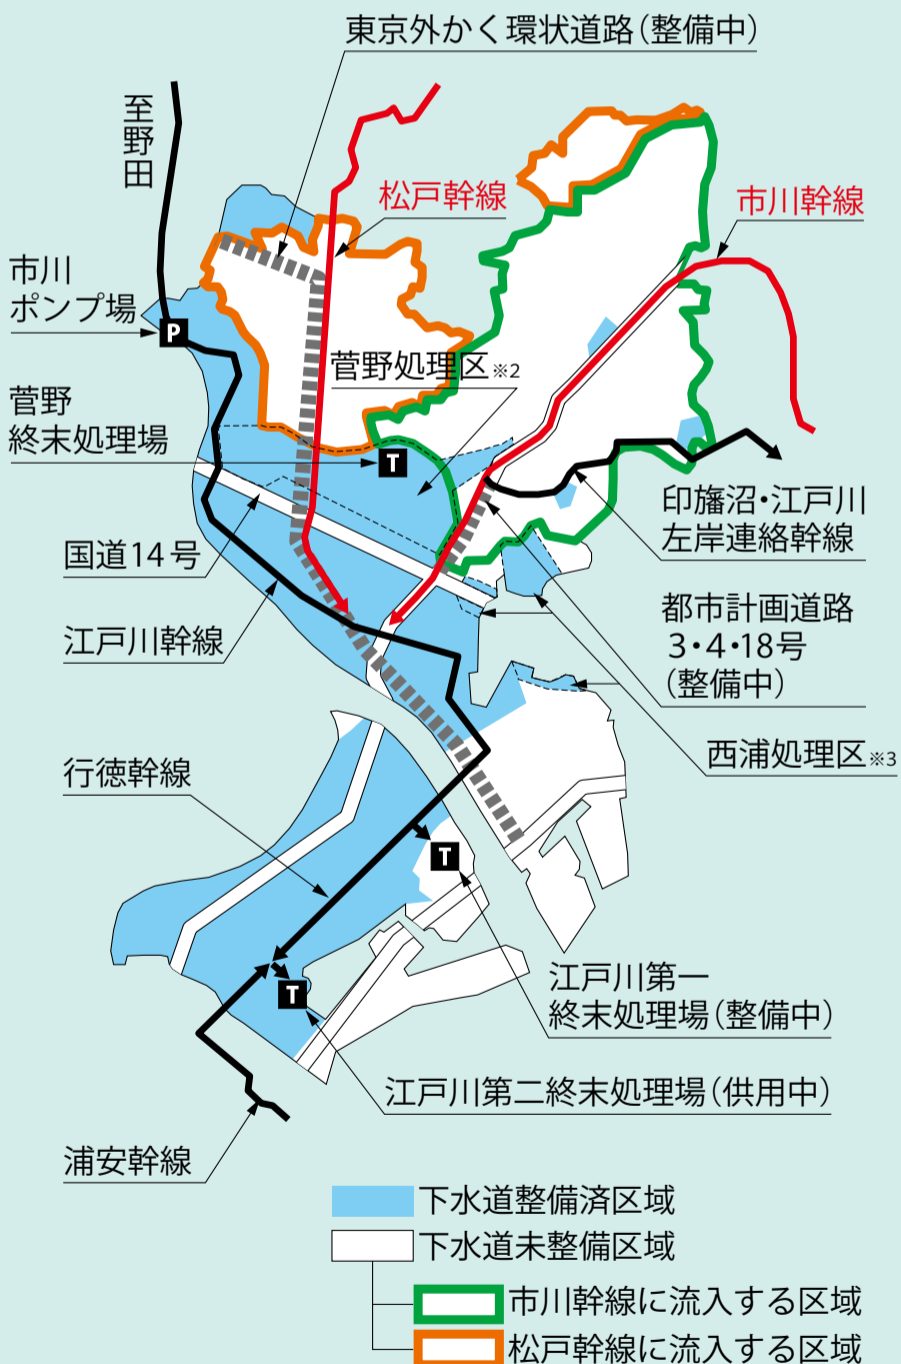 東京外かく環状道路(整備中)
至野田
松戸幹線
市川幹線
市川
ポンプ場
P
菅野処理区※2
菅野
終末処理場
T
印旛沼・江戸川
左岸連絡幹線
国道14号
都市計画道路
3・4・18号
(整備中)
江戸川幹線
西浦処理区※3
行徳幹線
T
江戸川第一
終末処理場(整備中)
T
江戸川第二終末処理場(供用中)
浦安幹線
下水道整備済区域
下水道未整備区域
市川幹線に流入する区域
松戸幹線に流入する区域